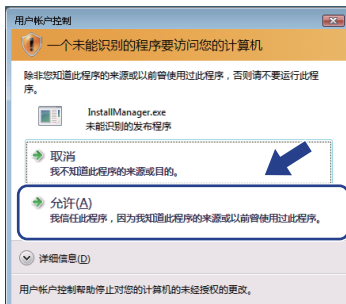 用户帐户控制
一个未能识别的程序要访问您的计算机
除非您知道此程序的来源或以前曾使用过此程序，否则请不要运行此程
序。
InstallManager.exe
未能识别的发布程序
取消
我不知道此程序的来源或目的。
允许(A)
我信任此程序，因为我知道此程序的来源或以前曾使用过此程序。
详细信息(D)
用户帐户控制帮助停止对您的计算机的未经授权的更改。